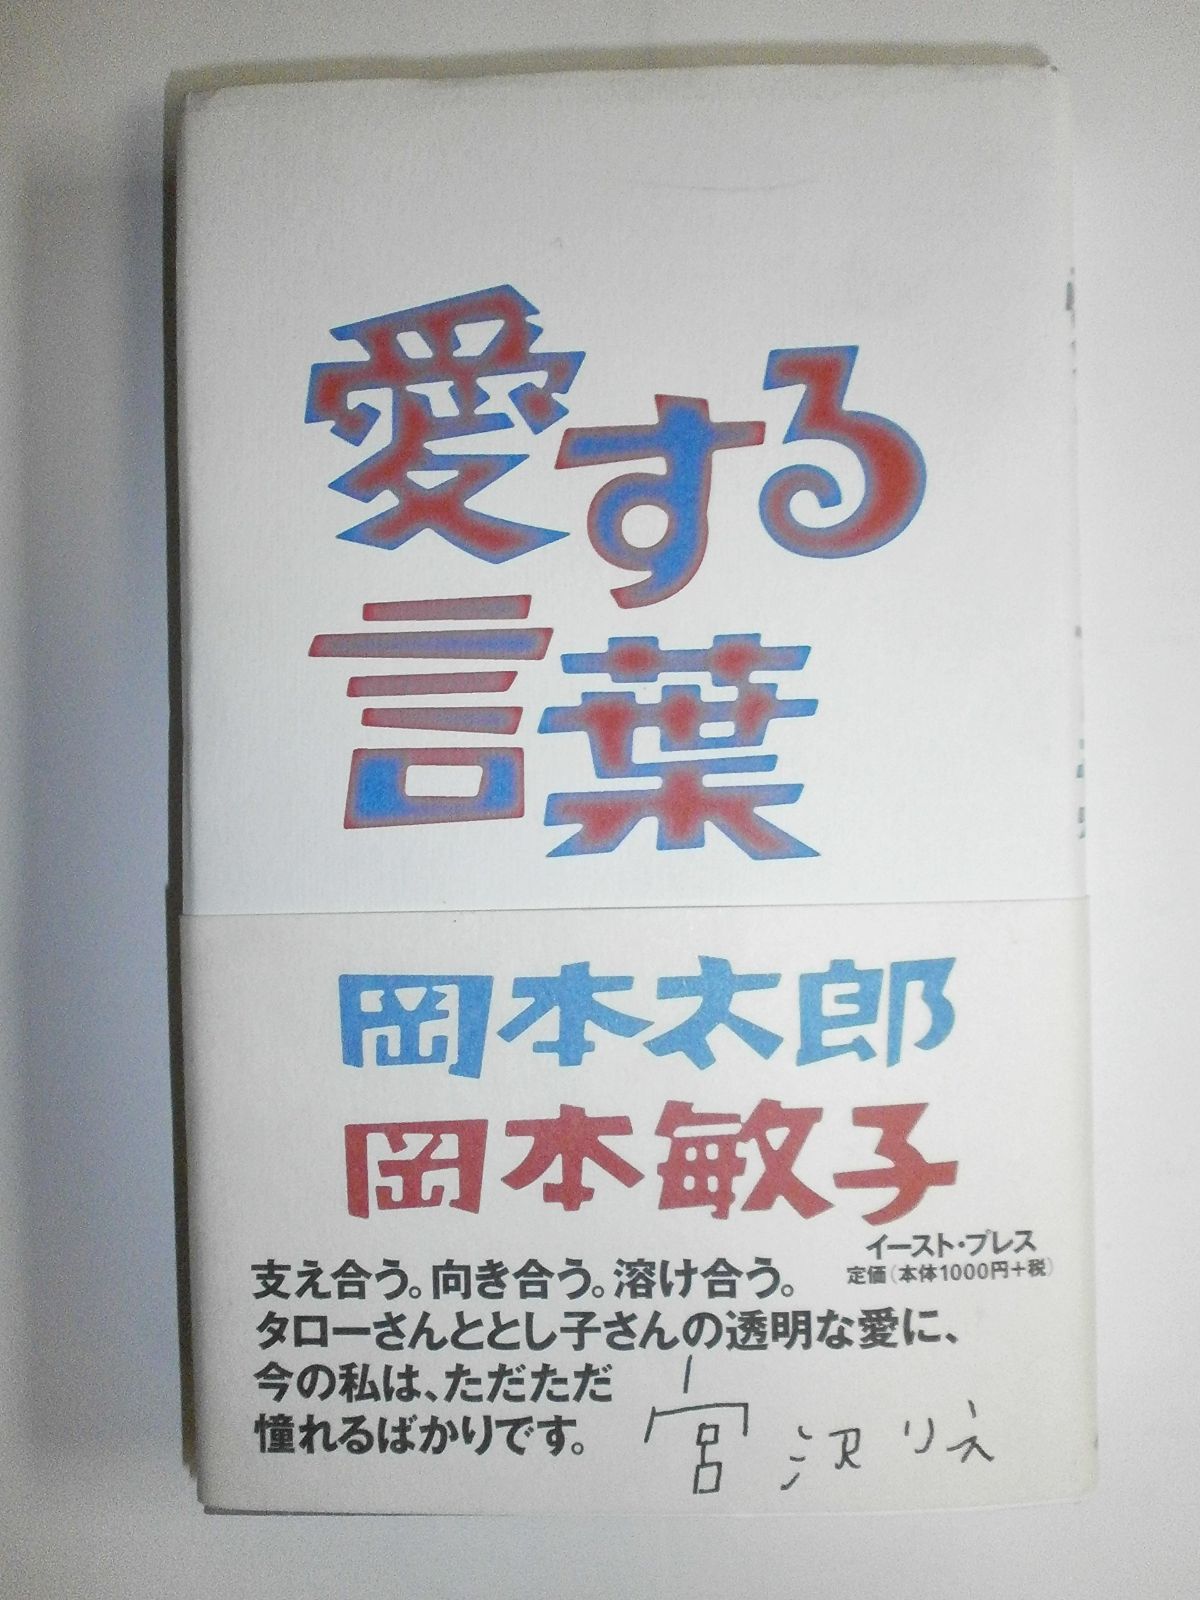 愛する
言葉
岡本太郎
岡本敏子
イースト・プレス
定価(本体1000円+税)
支え合う。向き合う。溶け合う。
タローさんととし子さんの透明な愛に、
今の私は、ただただ
憧れるばかりです。
宮沢りえ